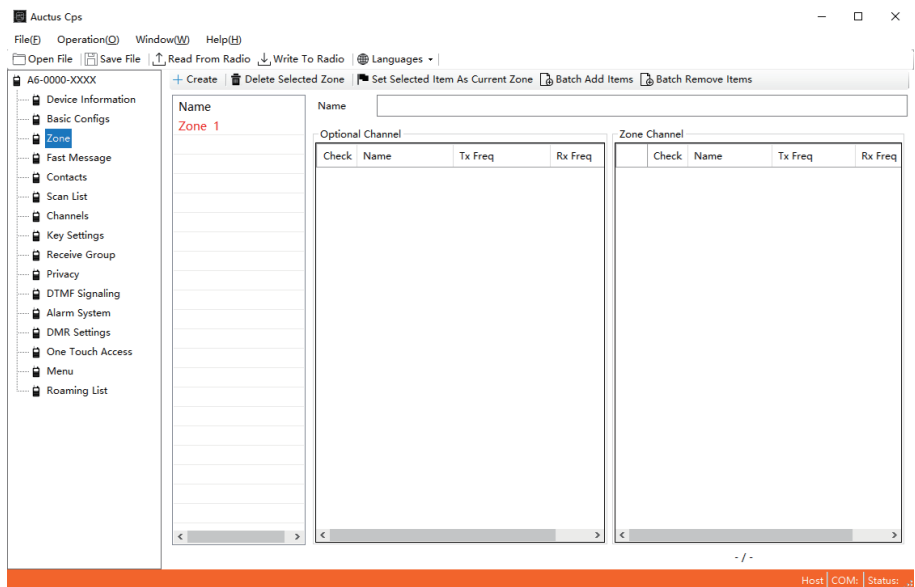 Auctus Cps
File(F) Operation(O) Window(W) Help(H)
Open File Save File Read From Radio Write To Radio Languages
A6-0000-XXXX
Device Information
Basic Configs
Zone
Fast Message
Contacts
Scan List
Channels
Key Settings
Receive Group
Privacy
DTMF Signaling
Alarm System
DMR Settings
One Touch Access
Menu
Roaming List
+ Create Delete Selected Zone Set Selected Item As Current Zone Batch Add Items Batch Remove Items
Name
Zone 1
Name
Optional Channel
Check Name Tx Freq Rx Freq
Zone Channel
Check Name Tx Freq Rx Freq
- / -
Host COM: Status: